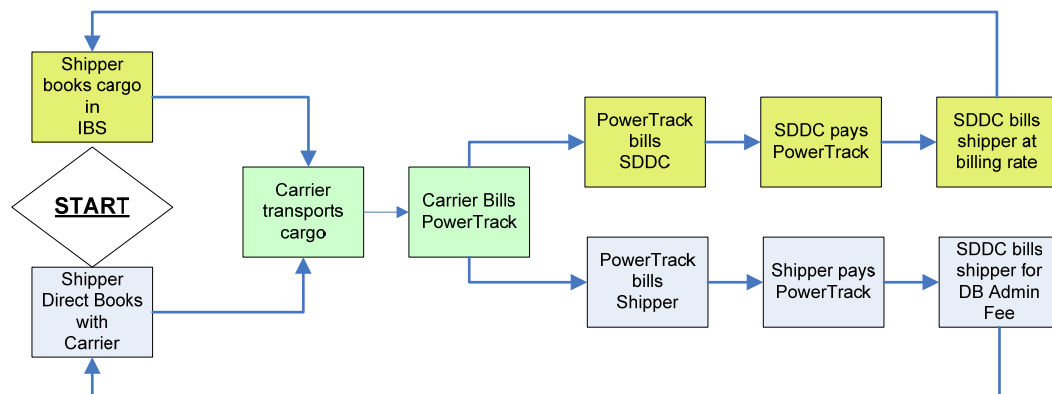 Shipper
books cargo
in
IBS
START
Shipper
Direct Books
with
Carrier
Carrier
transports
cargo
Carrier Bills
PowerTrack
PowerTrack
bills
SDDC
SDDC pays
PowerTrack
SDDC bills
shipper at
billing rate
PowerTrack
bills
Shipper
Shipper pays
PowerTrack
SDDC bills
shipper for
DB Admin
Fee